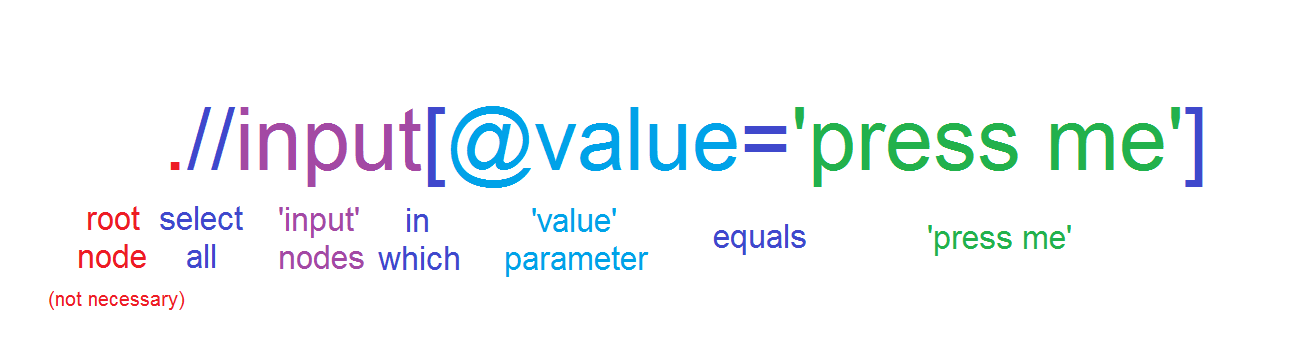 .//input[@value='press me']
root select 'input' in 'value' equals 'press me'
node all nodes which parameter
(not necessary)